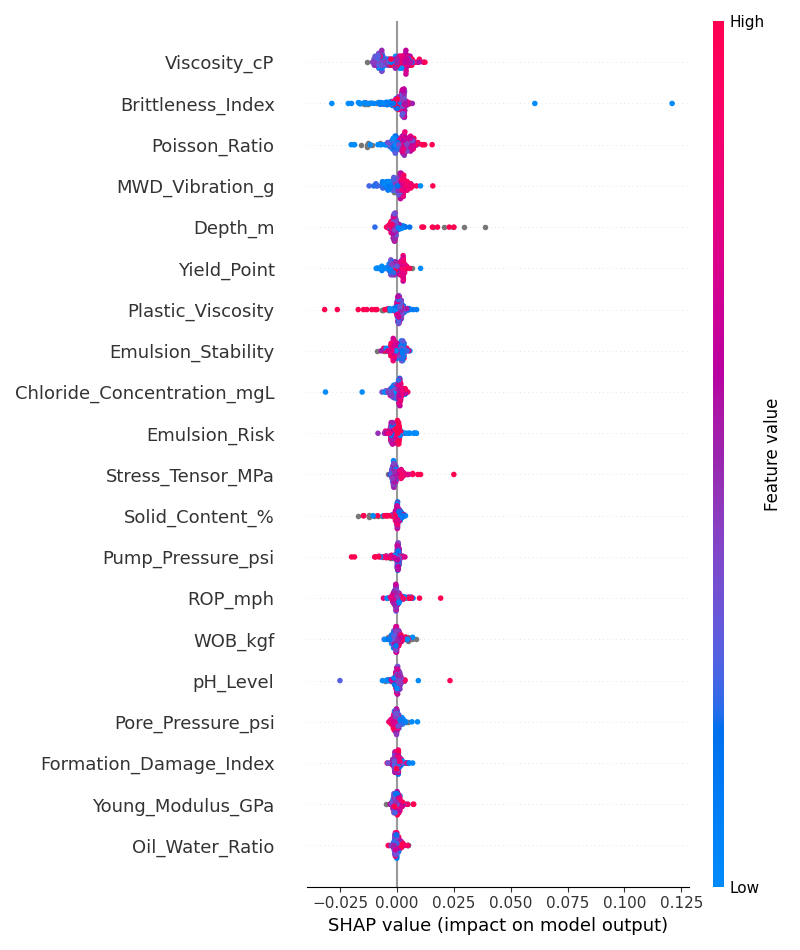 High
Viscosity_cP
Brittleness_Index
Poisson_Ratio
MWD_Vibration_g
Depth_m
Yield_Point
Plastic_Viscosity
Emulsion_Stability
Chloride_Concentration_mgL
Emulsion_Risk
Stress_Tensor_MPa
Solid_Content_%
Pump_Pressure_psi
ROP_mph
WOB_kgf
pH_Level
Pore_Pressure_psi
Formation_Damage_Index
Young_Modulus_GPa
Oil_Water_Ratio
Feature value
Low
−0.025 0.000 0.025 0.050 0.075 0.100 0.125
SHAP value (impact on model output)